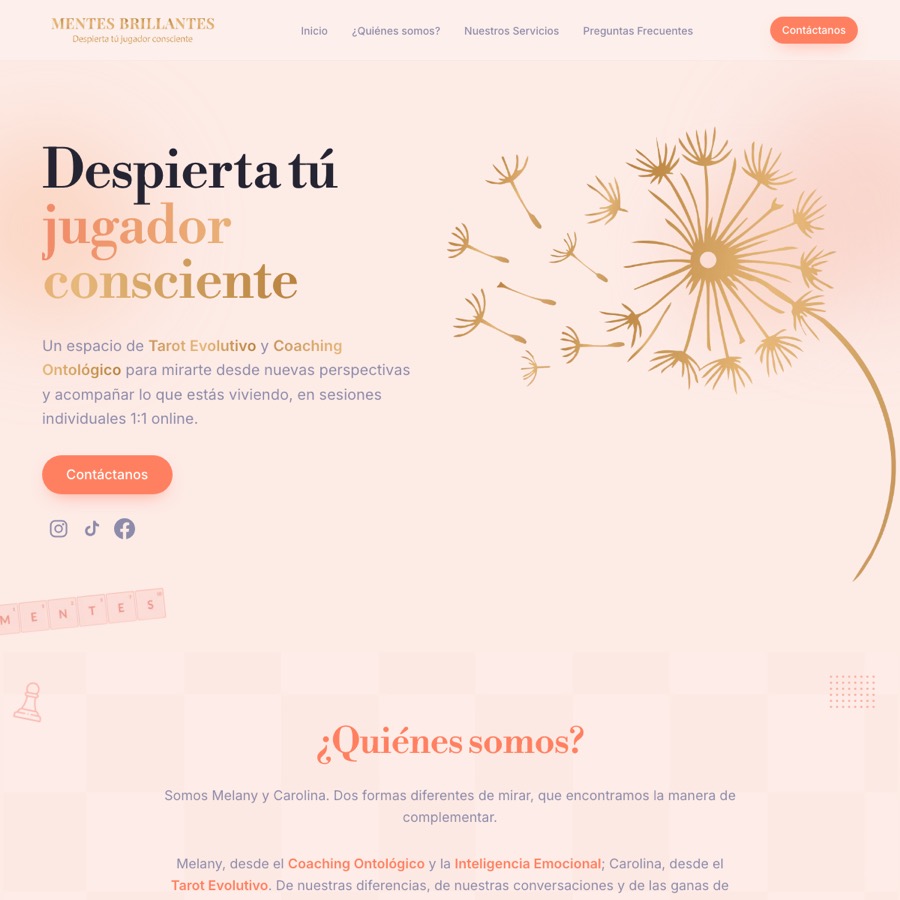 MENTES BRILLANTES
Despierta tú jugador consciente
Inicio
¿Quiénes somos?
Nuestros Servicios
Preguntas Frecuentes
Contáctanos
Despierta tú
jugador
consciente
Un espacio de Tarot Evolutivo y Coaching
Ontológico para mirarte desde nuevas perspectivas
y acompañar lo que estás viviendo, en sesiones
individuales 1:1 online.
Contáctanos
MENTES
¿Quiénes somos?
Somos Melany y Carolina. Dos formas diferentes de mirar, que encontramos la manera de
complementar.
Melany, desde el Coaching Ontológico y la Inteligencia Emocional; Carolina, desde el
Tarot Evolutivo. De nuestras diferencias, de nuestras conversaciones y de las ganas de